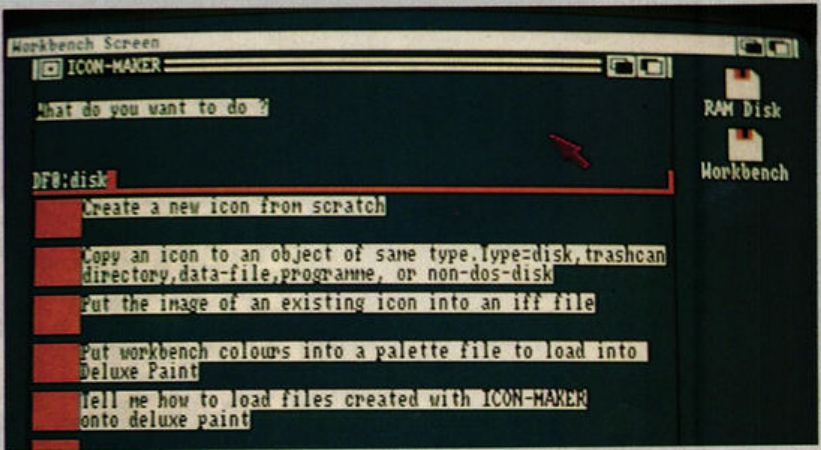 Workbench Screen
ICON-MAKER
What do you want to do ?
RAM Disk
Workbench
DF0:disk
Create a new icon from scratch
Copy an icon to an object of same type.Type=disk,trashcan
directory,data-file,programme, or non-dos-disk
Put the image of an existing icon into an iff file
Put workbench colours into a palette file to load into
Deluxe Paint
Tell me how to load files created with ICON-MAKER
onto deluxe paint